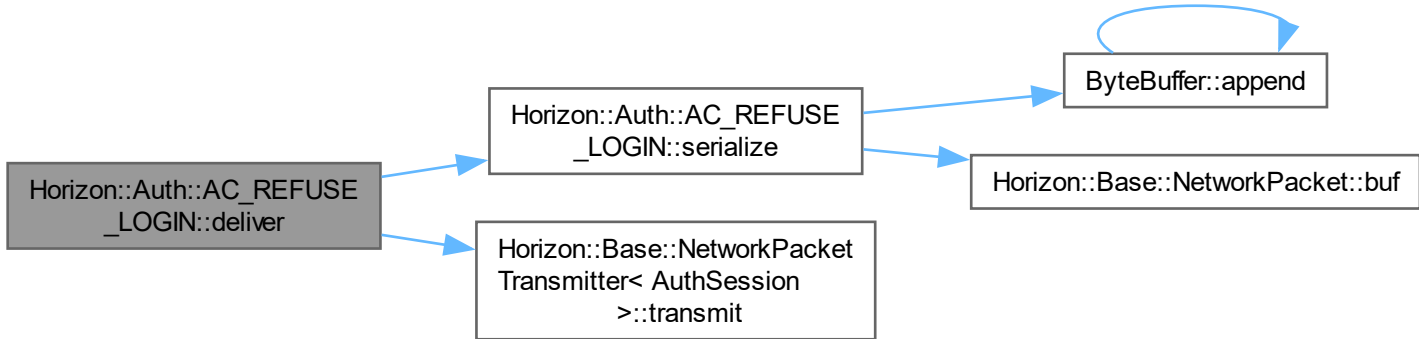 Horizon::Auth::AC_REFUSE
_LOGIN::deliver
Horizon::Auth::AC_REFUSE
_LOGIN::serialize
ByteBuffer::append
Horizon::Base::NetworkPacket::buf
Horizon::Base::NetworkPacket
Transmitter< AuthSession
>::transmit